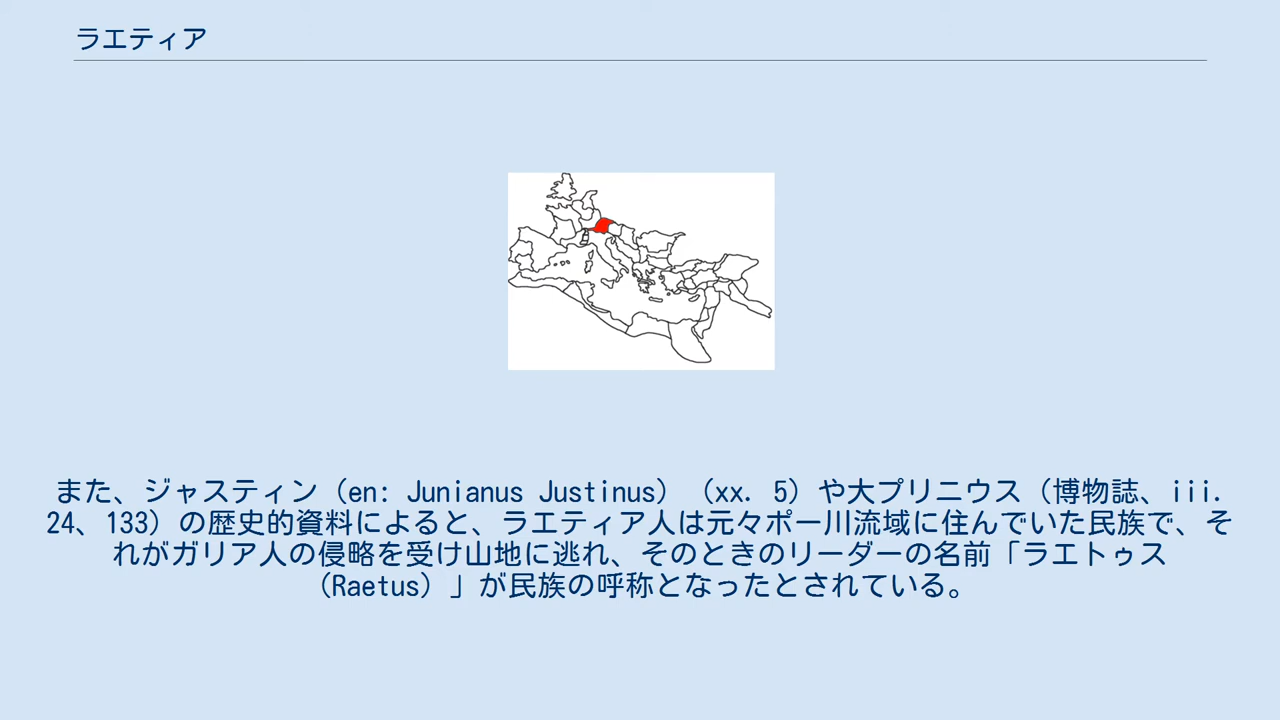 ラエティア
また、ジャスティン（en: Junianus Justinus）（xx. 5）や大プリニウス（博物誌、iii.
24、133）の歴史的資料によると、ラエティア人は元々ポー川流域に住んでいた民族で、そ
れがガリア人の侵略を受け山地に逃れ、そのときのリーダーの名前「ラエトゥス
（Raetus）」が民族の呼称となったとされている。